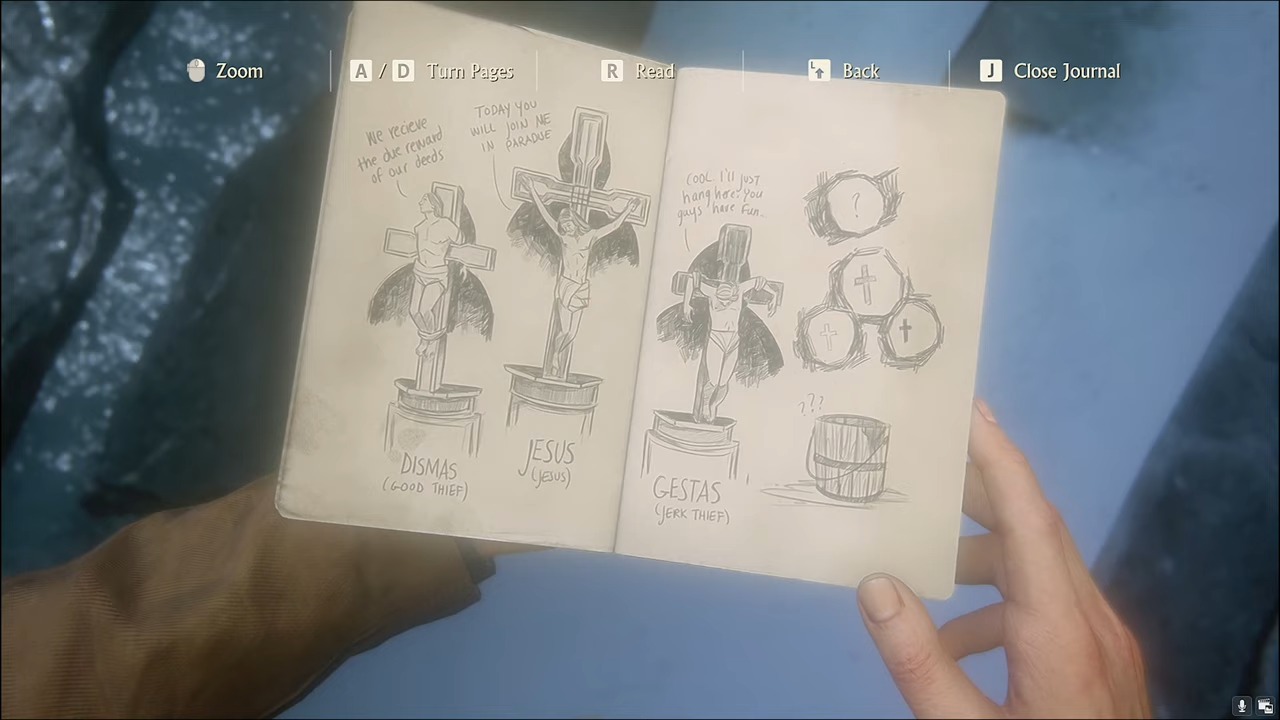 Zoom
A / D Turn Pages
R Read
L Back
J Close Journal
We recieve
the due reward
of our deeds
TODAY YOU
WILL JOIN ME
IN PARADISE
COOL I'll just
hang here. You
guys have fun..
?
???
DISMAS
(GOOD THIEF)
JESUS
(JESUS)
GESTAS
(JERK THIEF)